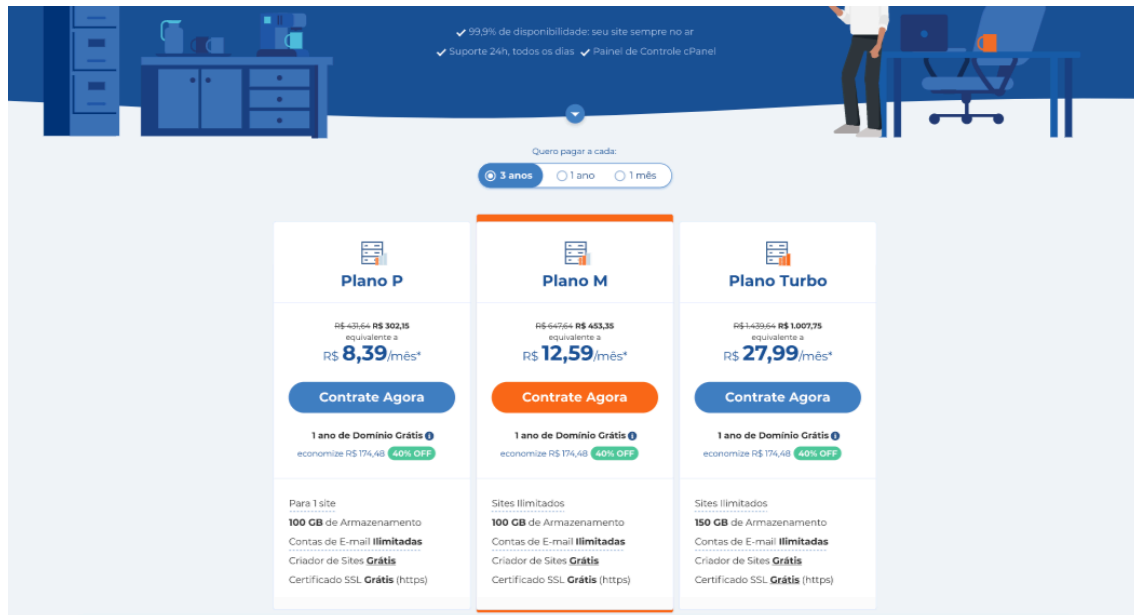 ✓ 99,9% de disponibilidade: seu site sempre no ar
✓ Suporte 24h, todos os dias ✓ Painel de Controle cPanel
Quero pagar a cada:
3 anos 1 ano 1 mês
Plano P
R$ 431,64 R$ 302,15
equivalente a
R$ 8,39/mês*
Contrate Agora
1 ano de Domínio Grátis
economize R$ 174,48 40% OFF
Para 1 site
100 GB de Armazenamento
Contas de E-mail Ilimitadas
Criador de Sites Grátis
Certificado SSL Grátis (https)
Plano M
R$ 647,64 R$ 453,35
equivalente a
R$ 12,59/mês*
Contrate Agora
1 ano de Domínio Grátis
economize R$ 174,48 40% OFF
Sites Ilimitados
100 GB de Armazenamento
Contas de E-mail Ilimitadas
Criador de Sites Grátis
Certificado SSL Grátis (https)
Plano Turbo
R$ 1.439,64 R$ 1.007,75
equivalente a
R$ 27,99/mês*
Contrate Agora
1 ano de Domínio Grátis
economize R$ 174,48 40% OFF
Sites Ilimitados
150 GB de Armazenamento
Contas de E-mail Ilimitadas
Criador de Sites Grátis
Certificado SSL Grátis (https)